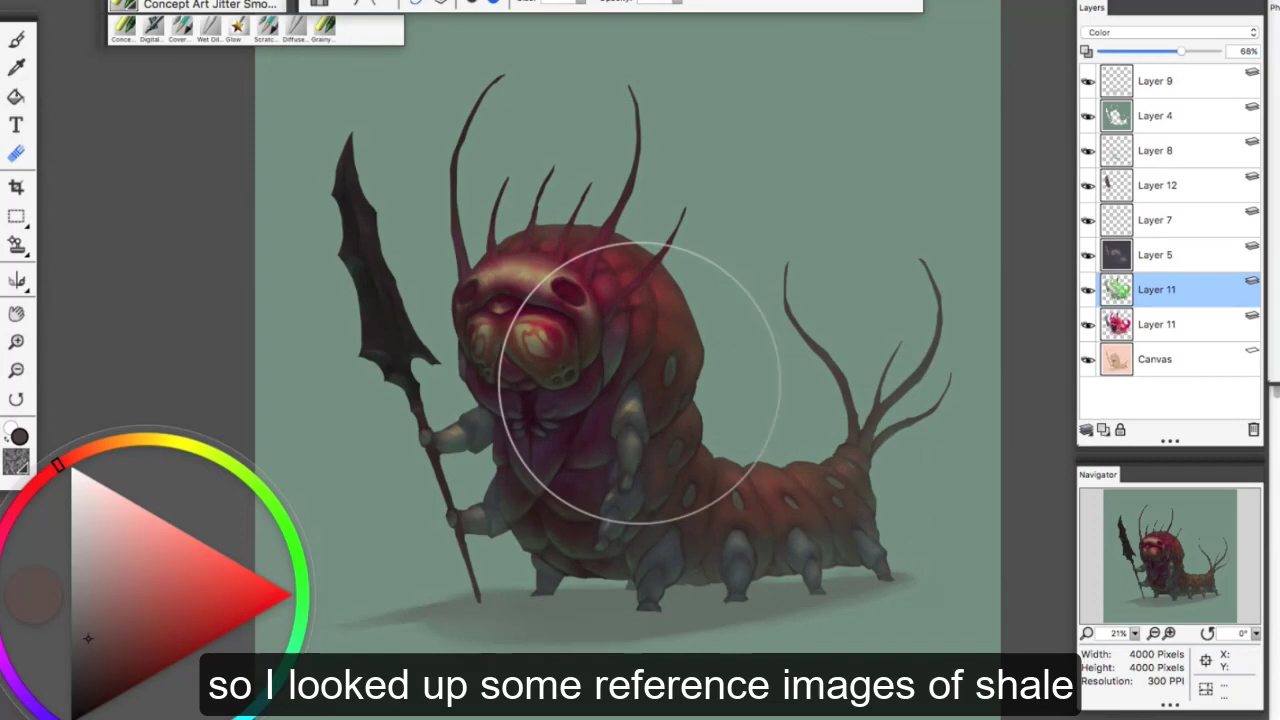 Concept Art Jitter Smo...
Conce... Digital... Cover... Wet Oil... Glow Scratc... Diffuse... Grainy...
Layers
Color
68%
Layer 9
Layer 4
Layer 8
Layer 12
Layer 7
Layer 5
Layer 11
Layer 11
Canvas
Navigator
21% 0°
Width: 4000 Pixels X:
Height: 4000 Pixels Y:
Resolution: 300 PPI
so I looked up some reference images of shale